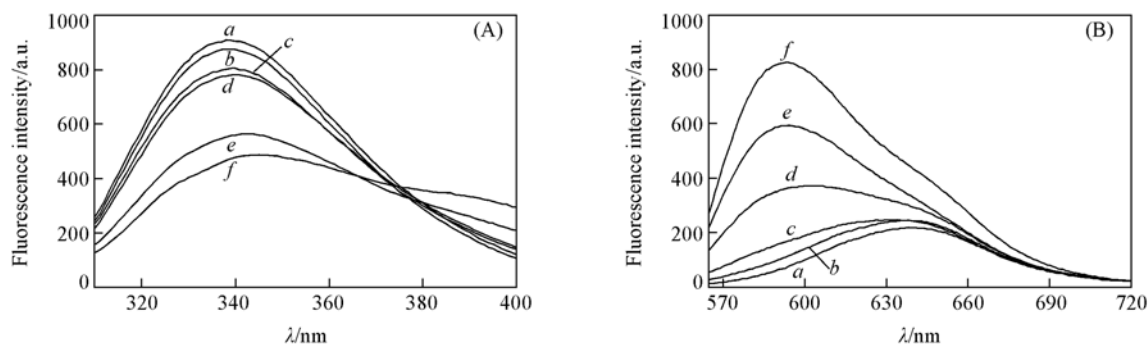 1000
800
600
400
200
0
Fluorescence intensity/a.u.
(A)
a
c
b
d
e
f
320
340
360
380
400
λ/nm
1000
800
600
400
200
0
Fluorescence intensity/a.u.
(B)
f
e
d
c
a
b
570
600
630
660
690
720
λ/nm